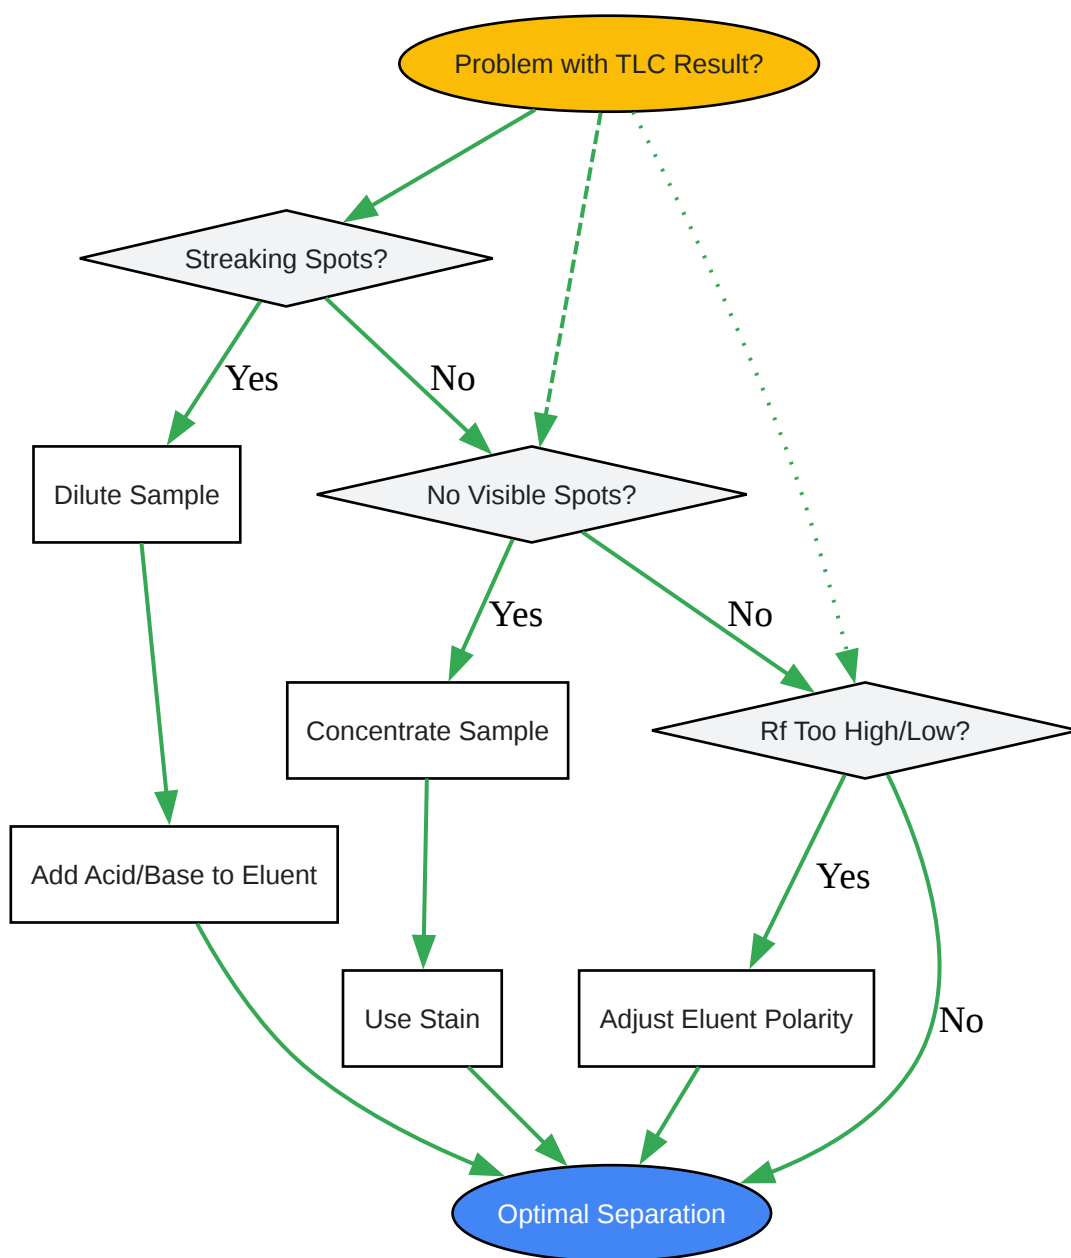 Problem with TLC Result?
Streaking Spots?
Yes
No
Dilute Sample
No Visible Spots?
Yes
No
Concentrate Sample
Rf Too High/Low?
Add Acid/Base to Eluent
Yes
Use Stain
Adjust Eluent Polarity
No
Optimal Separation